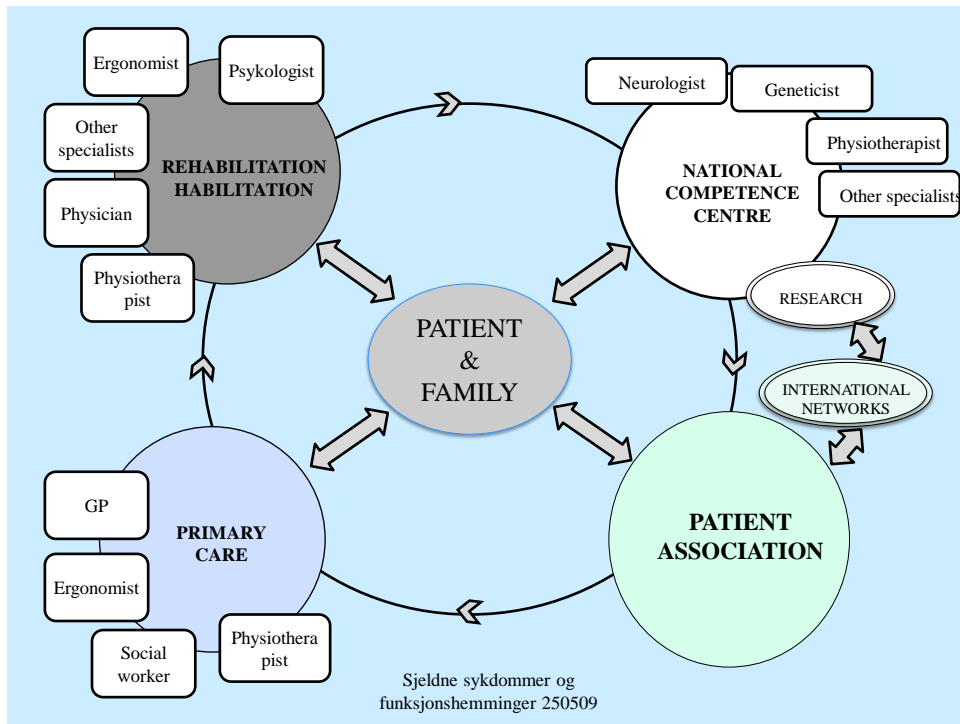 Ergonomist
Psykologist
Other
specialists
REHABILITATION
HABILITATION
Physician
Physiothera
pist
Neurologist
Geneticist
Physiotherapist
NATIONAL
COMPETENCE
CENTRE
Other specialists
RESEARCH
INTERNATIONAL
NETWORKS
PATIENT
&
FAMILY
GP
PRIMARY
CARE
Ergonomist
Social
worker
Physiothera
pist
PATIENT
ASSOCIATION
Sjeldne sykdommer og
funksjonshemminger 250509